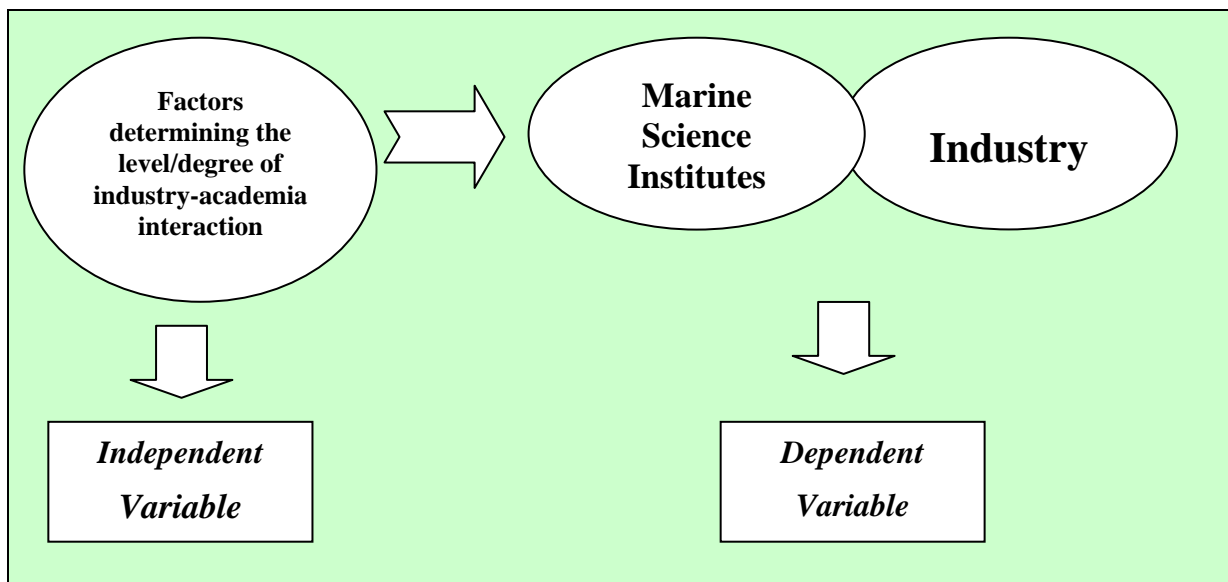 Factors
determining the
level/degree of
industry-academia
interaction
Marine
Science
Institutes
Industry
Independent
Variable
Dependent
Variable